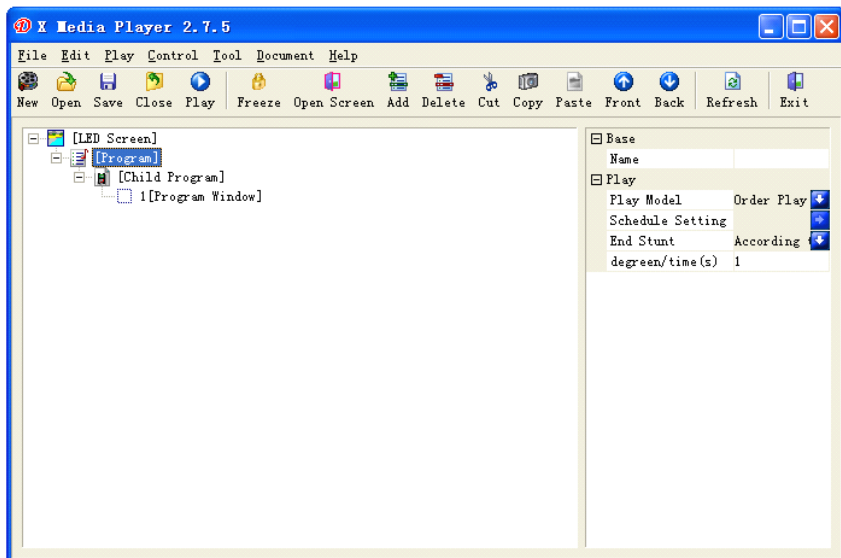 X Media Player 2.7.5
File Edit Play Control Tool Document Help
New Open Save Close Play Freeze Open Screen Add Delete Cut Copy Paste Front Back Refresh Exit
[LED Screen]
[Program]
[Child Program]
1[Program Window]
Base
Name
Play
Play Model Order Play
Schedule Setting
End Stunt According
degreen/time(s) 1